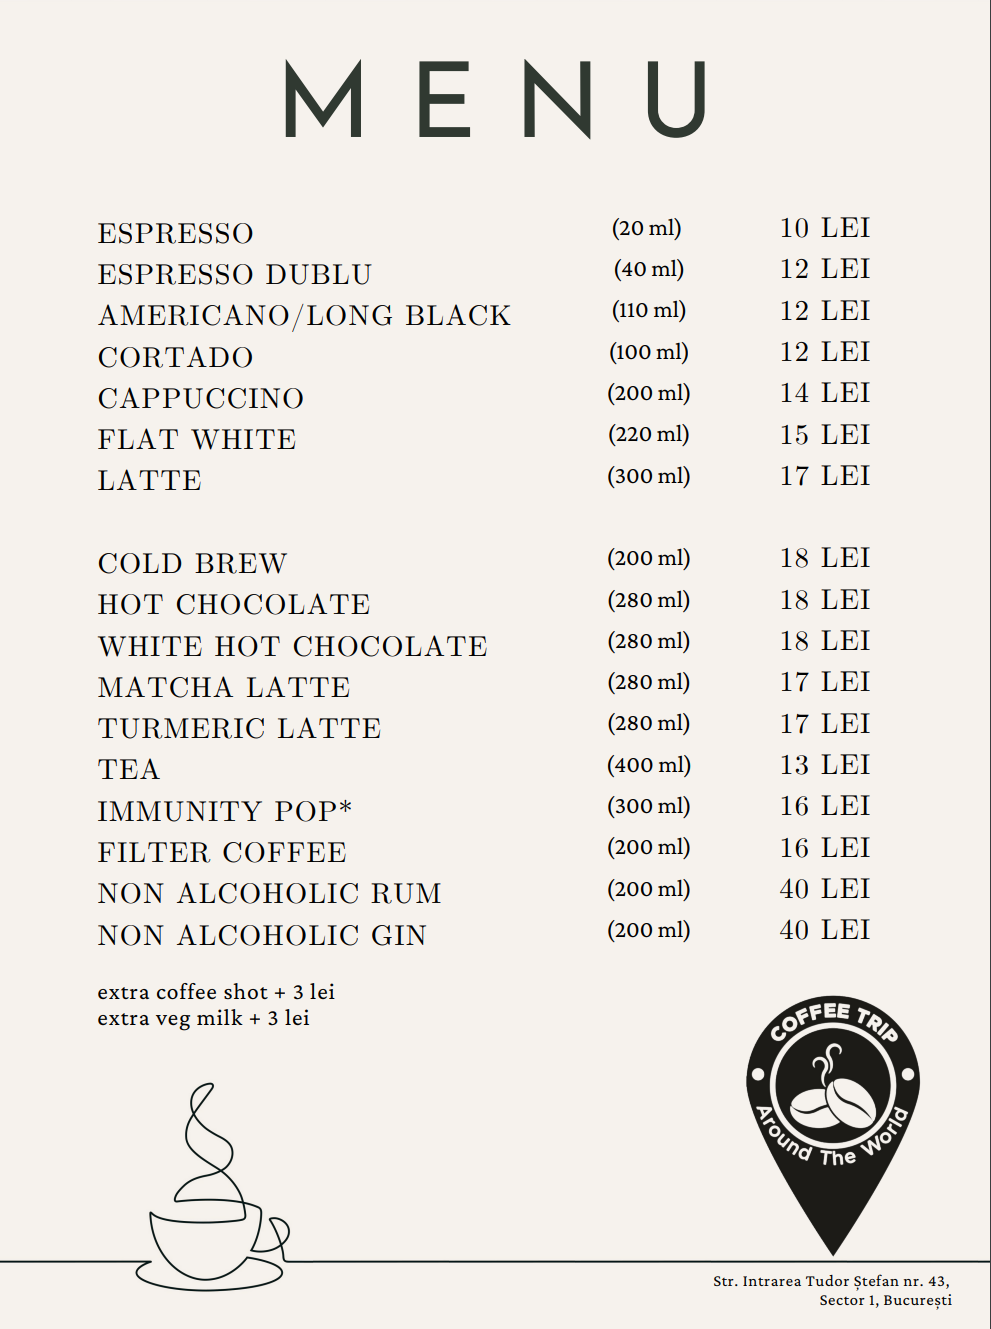 MENU
ESPRESSO (20 ml) 10 LEI
ESPRESSO DUBLU (40 ml) 12 LEI
AMERICANO/LONG BLACK (110 ml) 12 LEI
CORTADO (100 ml) 12 LEI
CAPPUCCINO (200 ml) 14 LEI
FLAT WHITE (220 ml) 15 LEI
LATTE (300 ml) 17 LEI
COLD BREW (200 ml) 18 LEI
HOT CHOCOLATE (280 ml) 18 LEI
WHITE HOT CHOCOLATE (280 ml) 18 LEI
MATCHA LATTE (280 ml) 17 LEI
TURMERIC LATTE (280 ml) 17 LEI
TEA (400 ml) 13 LEI
IMMUNITY POP* (300 ml) 16 LEI
FILTER COFFEE (200 ml) 16 LEI
NON ALCOHOLIC RUM (200 ml) 40 LEI
NON ALCOHOLIC GIN (200 ml) 40 LEI
extra coffee shot + 3 lei
extra veg milk + 3 lei
COFFEE TRIP
Around The World
Str. Intrarea Tudor Ștefan nr. 43,
Sector 1, București